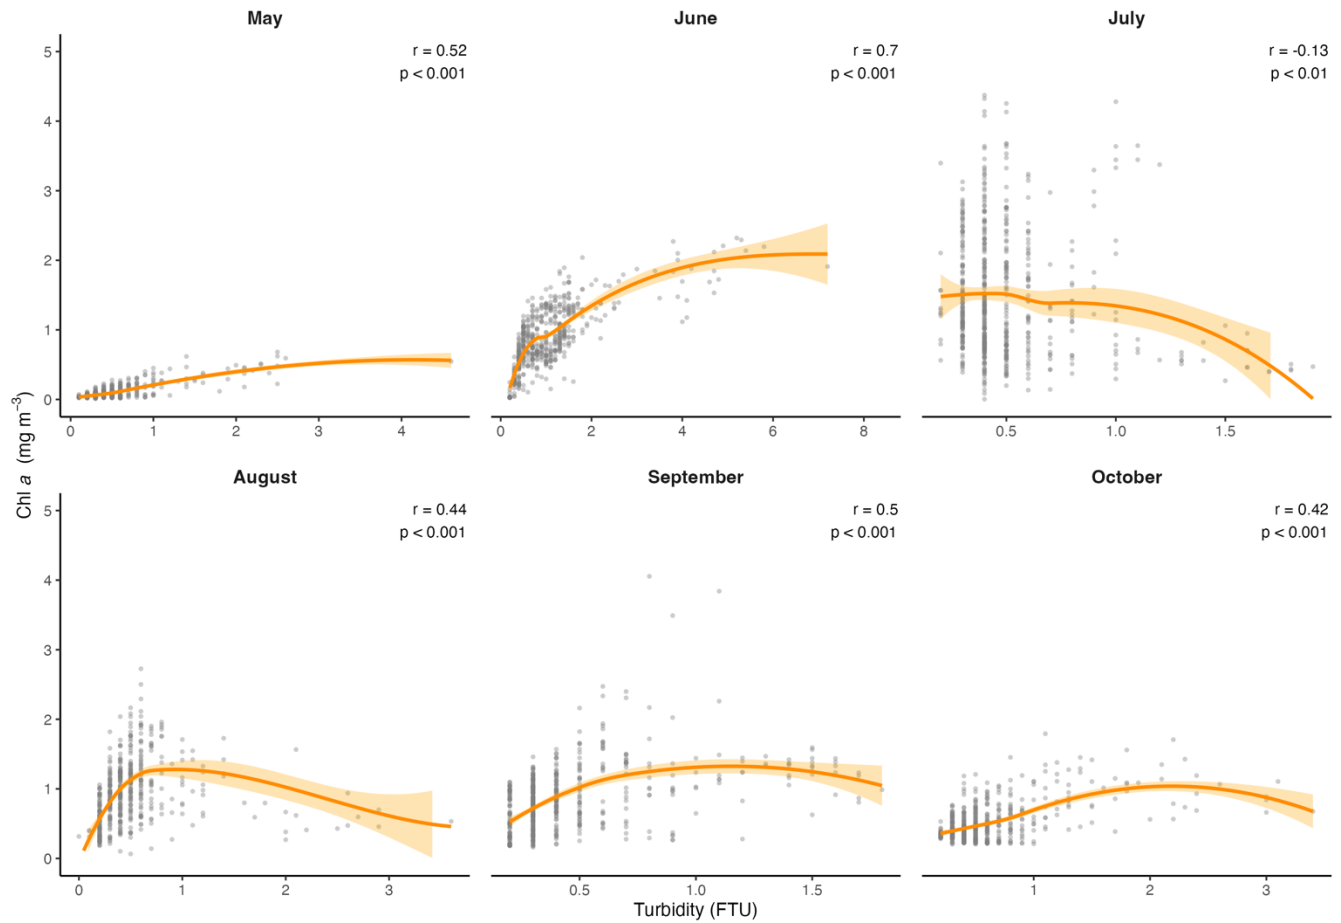 May
June
July
5
4
3
2
1
0
r = 0.52
p < 0.001
r = 0.7
p < 0.001
r = -0.13
p < 0.01
0 1 2 3 4
0 2 4 6 8
0.5 1.0 1.5
Chl a (mg m⁻³)
August
September
October
5
4
3
2
1
0
r = 0.44
p < 0.001
r = 0.5
p < 0.001
r = 0.42
p < 0.001
0 1 2 3
0.5 1.0 1.5
1 2 3
Turbidity (FTU)